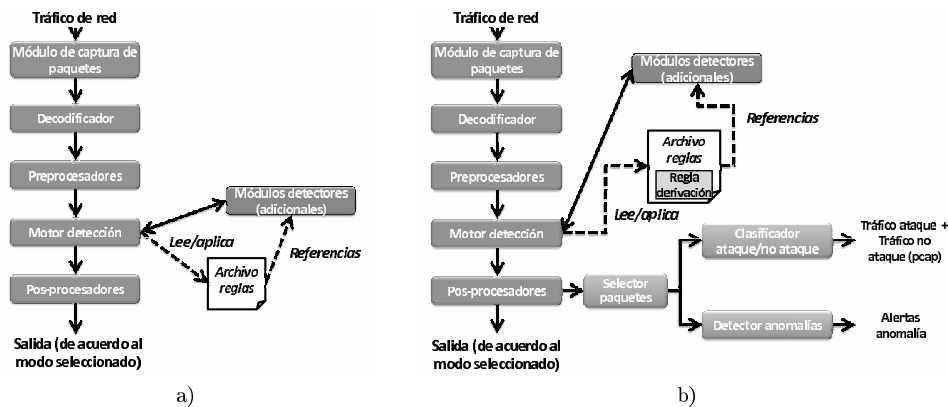 Tráfico de red
Módulo de captura de
paquetes
Decodificador
Preprocesadores
Módulos detectores
(adicionales)
Motor detección
Lee/aplica
Referencias
Archivo
reglas
Pos-procesadores
Salida (de acuerdo al
modo seleccionado)
a)
Tráfico de red
Módulo de captura de
paquetes
Módulos detectores
(adicionales)
Decodificador
Referencias
Archivo
reglas
Regla
derivación
Preprocesadores
Lee/aplica
Motor detección
Clasificador
ataque/no ataque
Tráfico ataque +
Tráfico no
ataque (pcap)
Pos-procesadores
Selector
paquetes
Detector anomalías
Alertas
anomalía
Salida (de acuerdo al
modo seleccionado)
b)